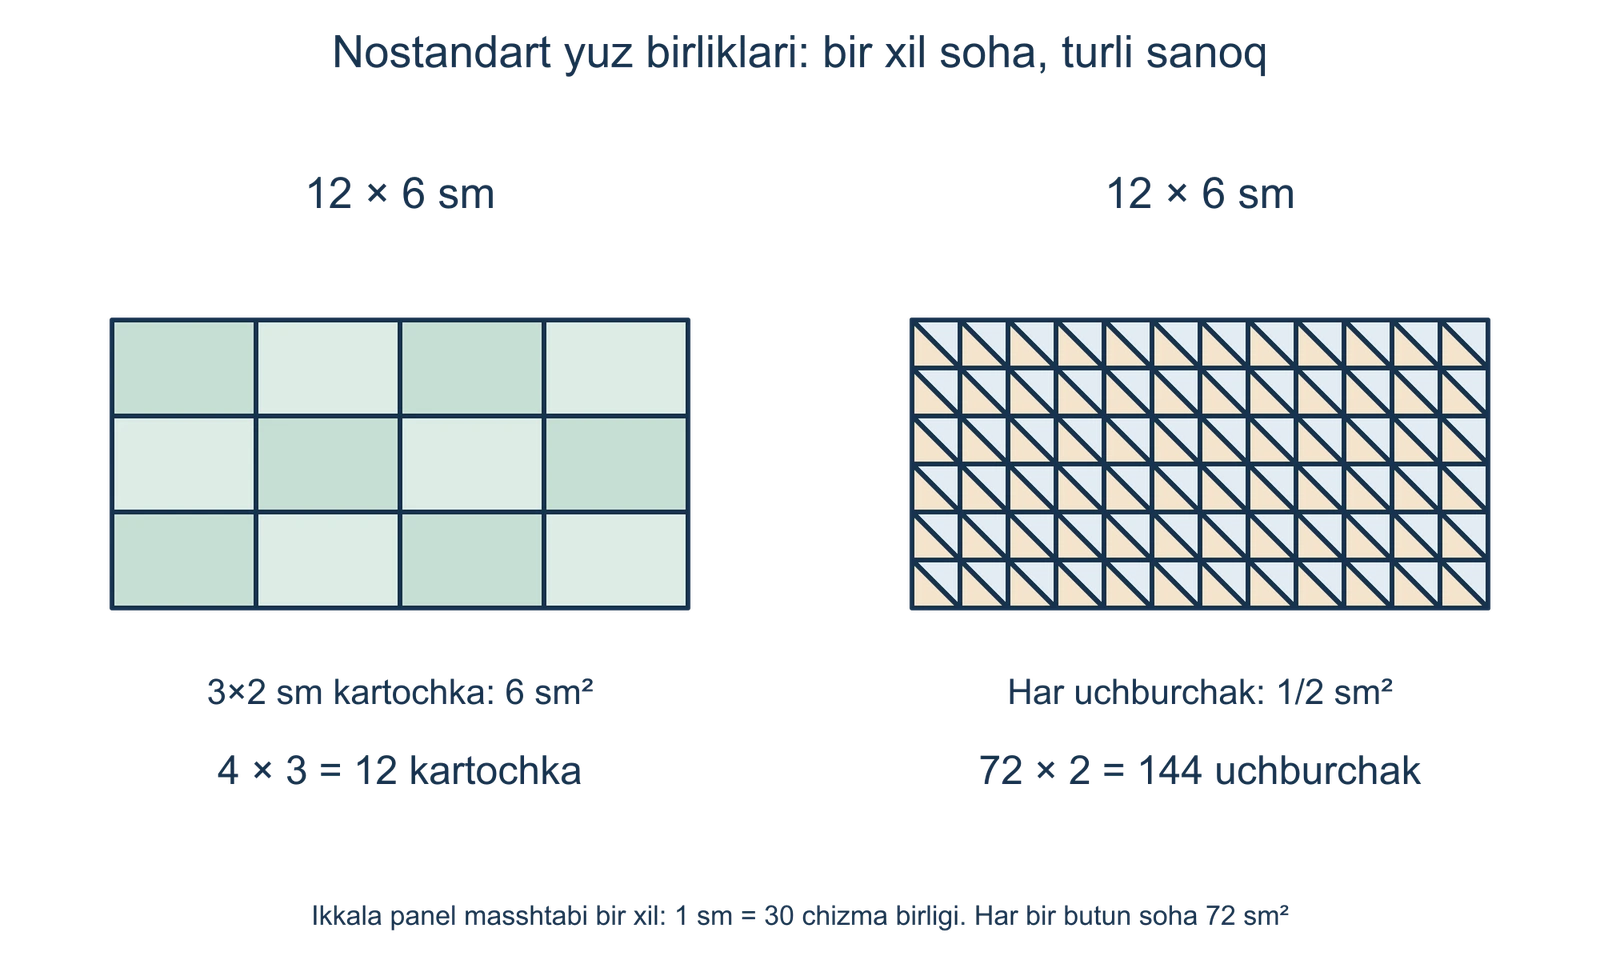 Nostandart yuz birliklari: bir xil soha, turli sanoq
12 × 6 sm
12 × 6 sm
3×2 sm kartochka: 6 sm²
Har uchburchak: 1/2 sm²
4 × 3 = 12 kartochka
72 × 2 = 144 uchburchak
Ikkala panel masshtabi bir xil: 1 sm = 30 chizma birligi. Har bir butun soha 72 sm²